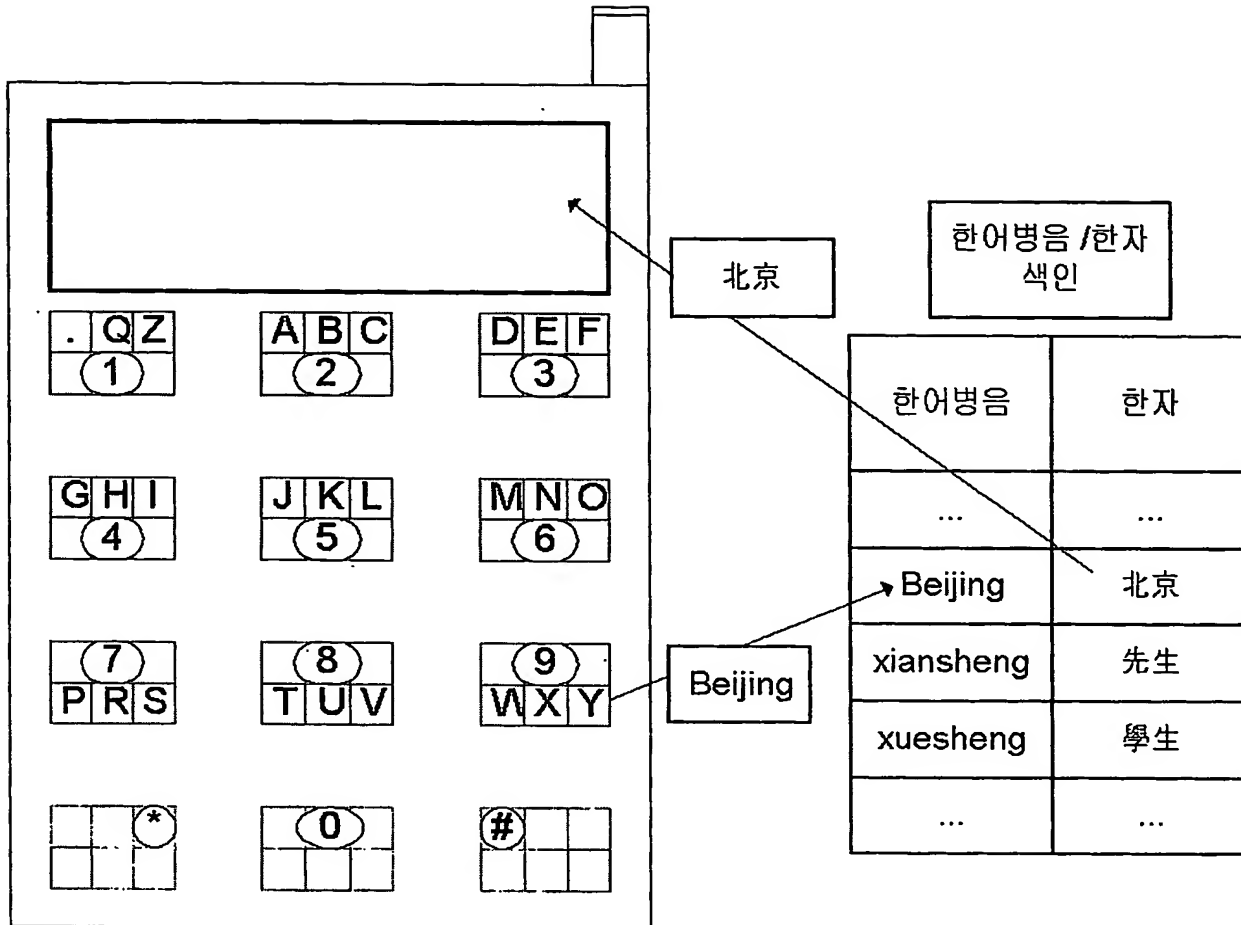 . Q Z
1
A B C
2
D E F
3
G H I
4
J K L
5
M N O
6
7
P R S
8
T U V
9
W X Y
*
0
#
北京
Beijing
한어병음 /한자
색인
한어병음 한자
... ...
Beijing 北京
xiansheng 先生
xuesheng 學生
... ...